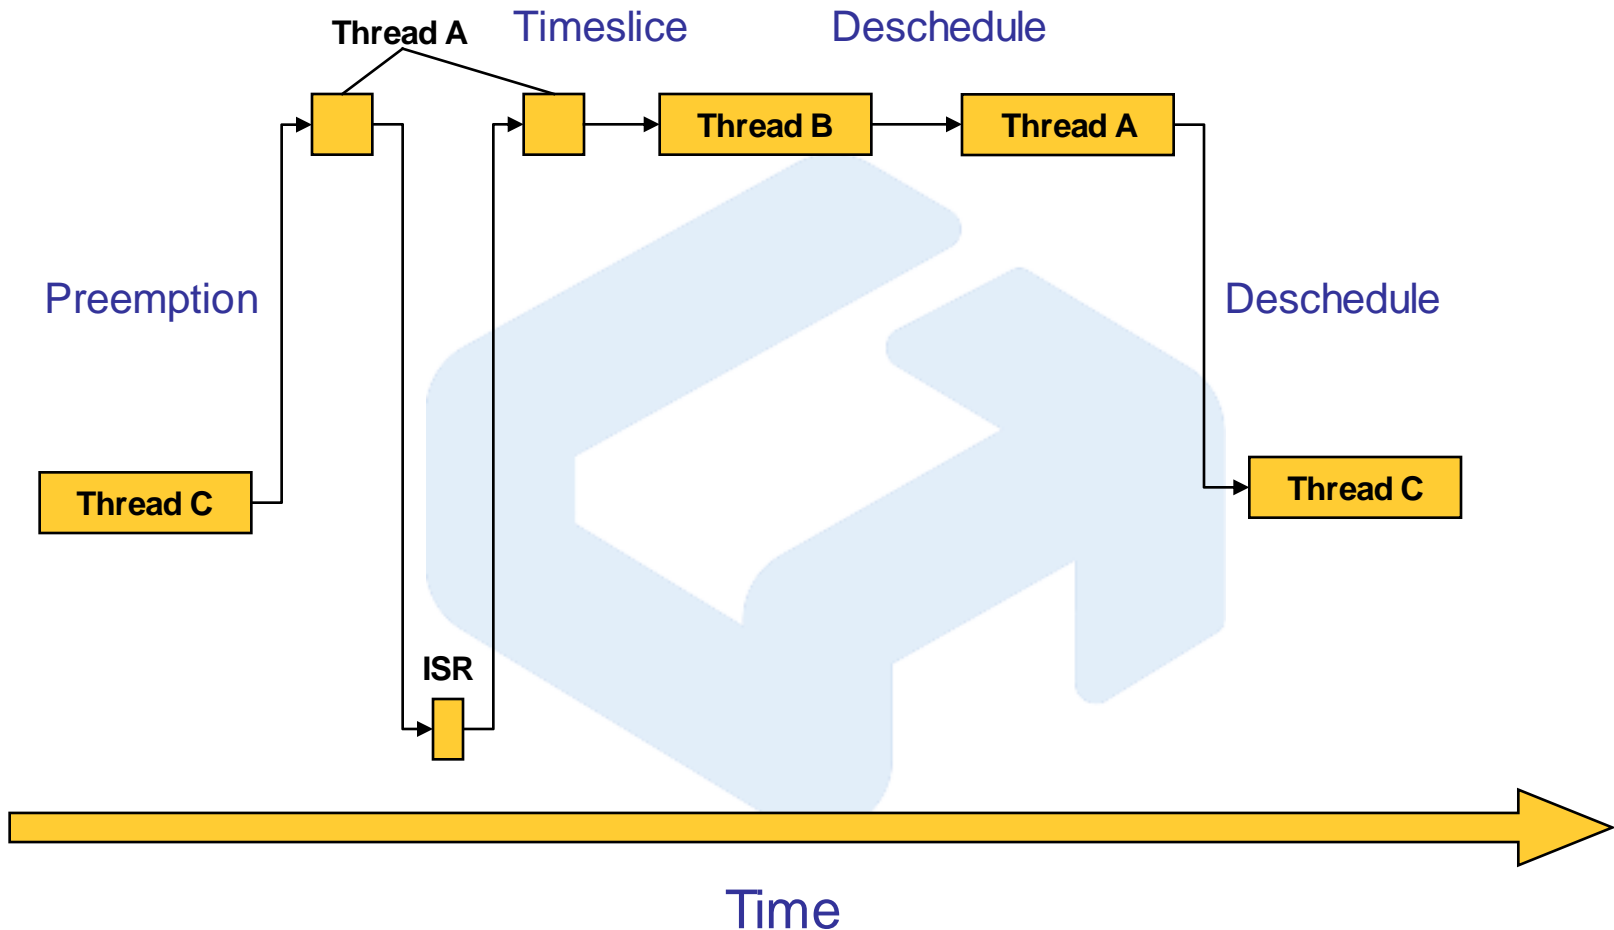 Thread A
Timeslice
Deschedule
Thread B
Thread A
Preemption
Deschedule
Thread C
Thread C
ISR
Time